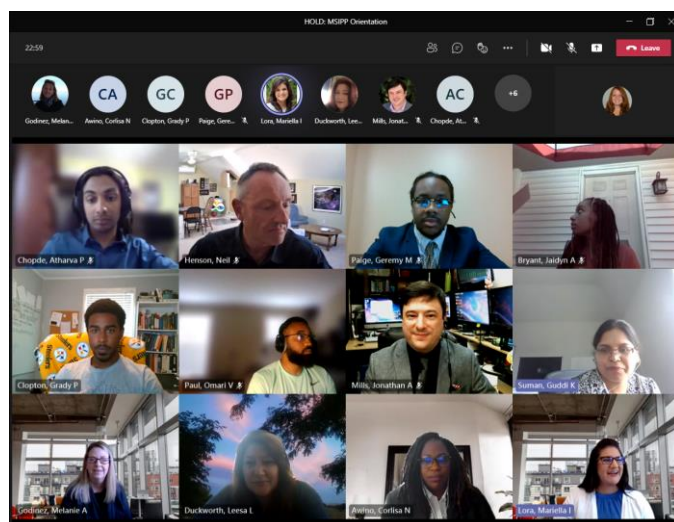 HOLD: MSIPP Orientation
22:59
Leave
CA
GC
GP
AC
+6
Godinez, Melan...
Awino, Corlisa N
Clopton, Grady P
Paige, Gere...
Lora, Mariella I
Duckworth, Lee...
Mills, Jonat...
Chopde, At...
Chopde, Atharva P
Henson, Neil
Paige, Geremy M
Bryant, Jaidyn A
Clopton, Grady P
Paul, Omari V
Mills, Jonathan A
Suman, Guddi K
Godinez, Melanie A
Duckworth, Leesa L
Awino, Corlisa N
Lora, Mariella I